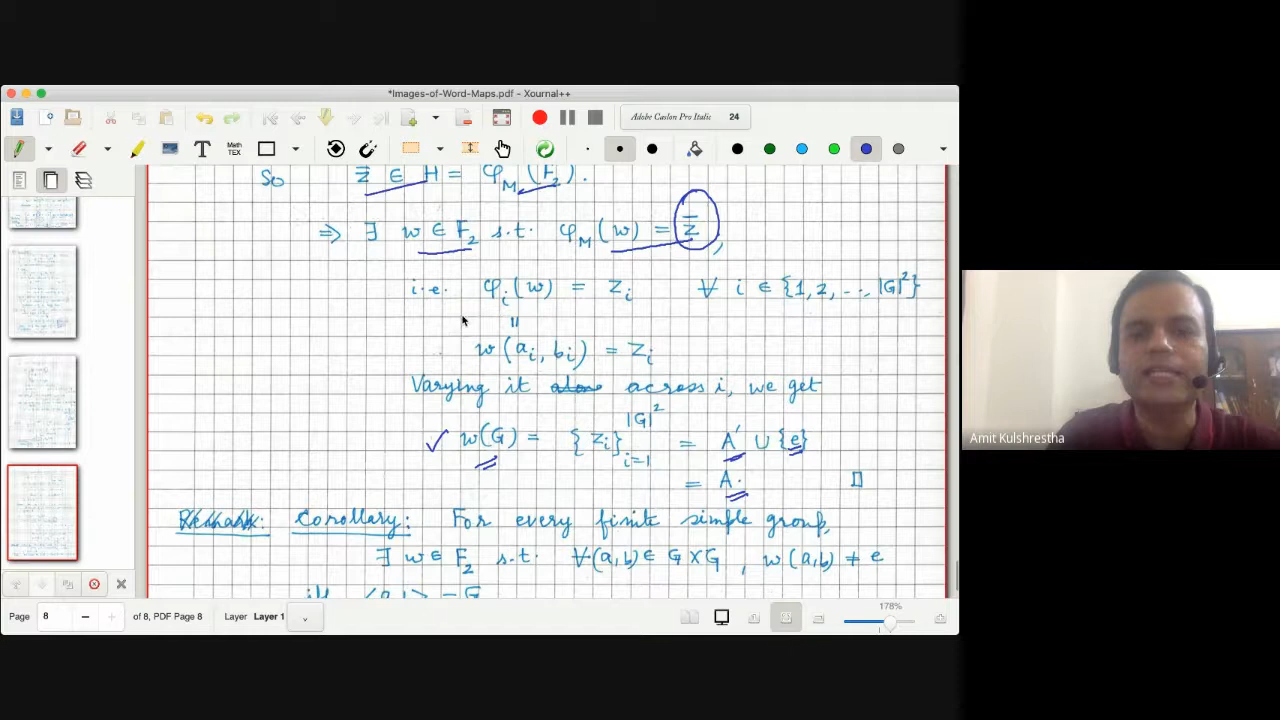 *Images-of-Word-Maps.pdf - Xournal++
Adobe Caslon Pro Italic 24
T Math TEX
So z̄ ∈ H = φ_M (F_2).
⇒ ∃ w ∈ F_2 s.t. φ_M (w) = z̄,
i.e. φ_i (w) = z_i ∀ i ∈ {1, 2, ..., |G|²}
w (a_i, b_i) = z_i
Varying it across i, we get
✓ w(G) = {z_i}_{i=1}^{|G|²} = A' ∪ {e}
= A. □
Corollary: For every finite simple group,
∃ w ∈ F_2 s.t. ∀(a,b) ∈ G×G, w(a,b) ≠ e
Page 8 of 8, PDF Page 8 Layer Layer 1 178%
Amit Kulshrestha